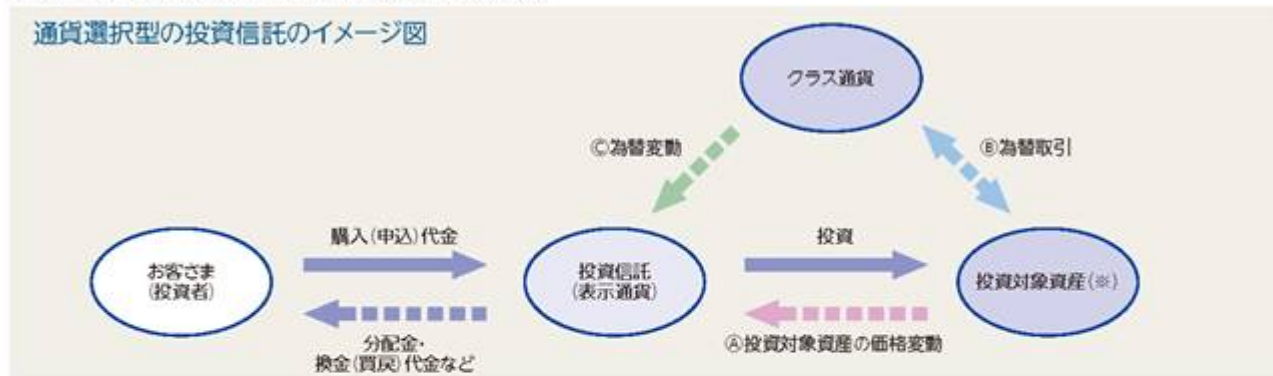 通貨選択型の投資信託のイメージ図
クラス通貨
Ⓒ為替変動
Ⓑ為替取引
購入(申込)代金
投資
お客さま
(投資者)
投資信託
(表示通貨)
投資対象資産(※)
分配金・
換金(買戻)代金など
Ⓐ投資対象資産の価格変動